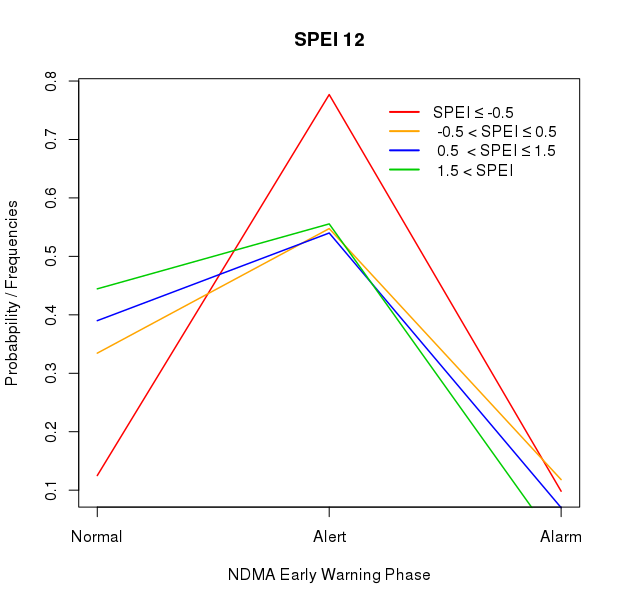 SPEI 12
SPEI ≤ -0.5
-0.5 < SPEI ≤ 0.5
0.5 < SPEI ≤ 1.5
1.5 < SPEI
0.8
0.7
0.6
0.5
0.4
0.3
0.2
0.1
Probabpility / Frequencies
Normal Alert Alarm
NDMA Early Warning Phase